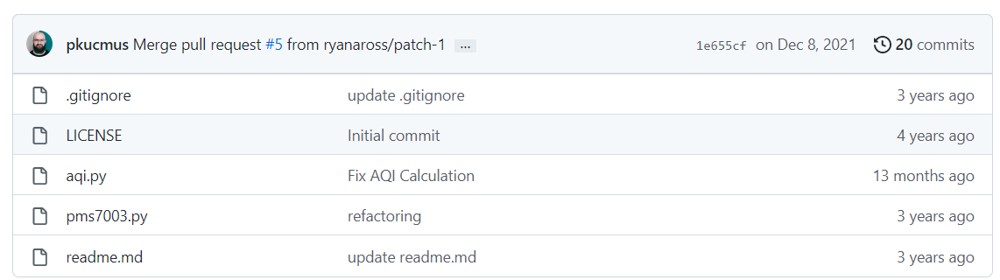 pkucmus Merge pull request #5 from ryanaross/patch-1 ... 1e655cf on Dec 8, 2021 20 commits
.gitignore update .gitignore 3 years ago
LICENSE Initial commit 4 years ago
aqi.py Fix AQI Calculation 13 months ago
pms7003.py refactoring 3 years ago
readme.md update readme.md 3 years ago